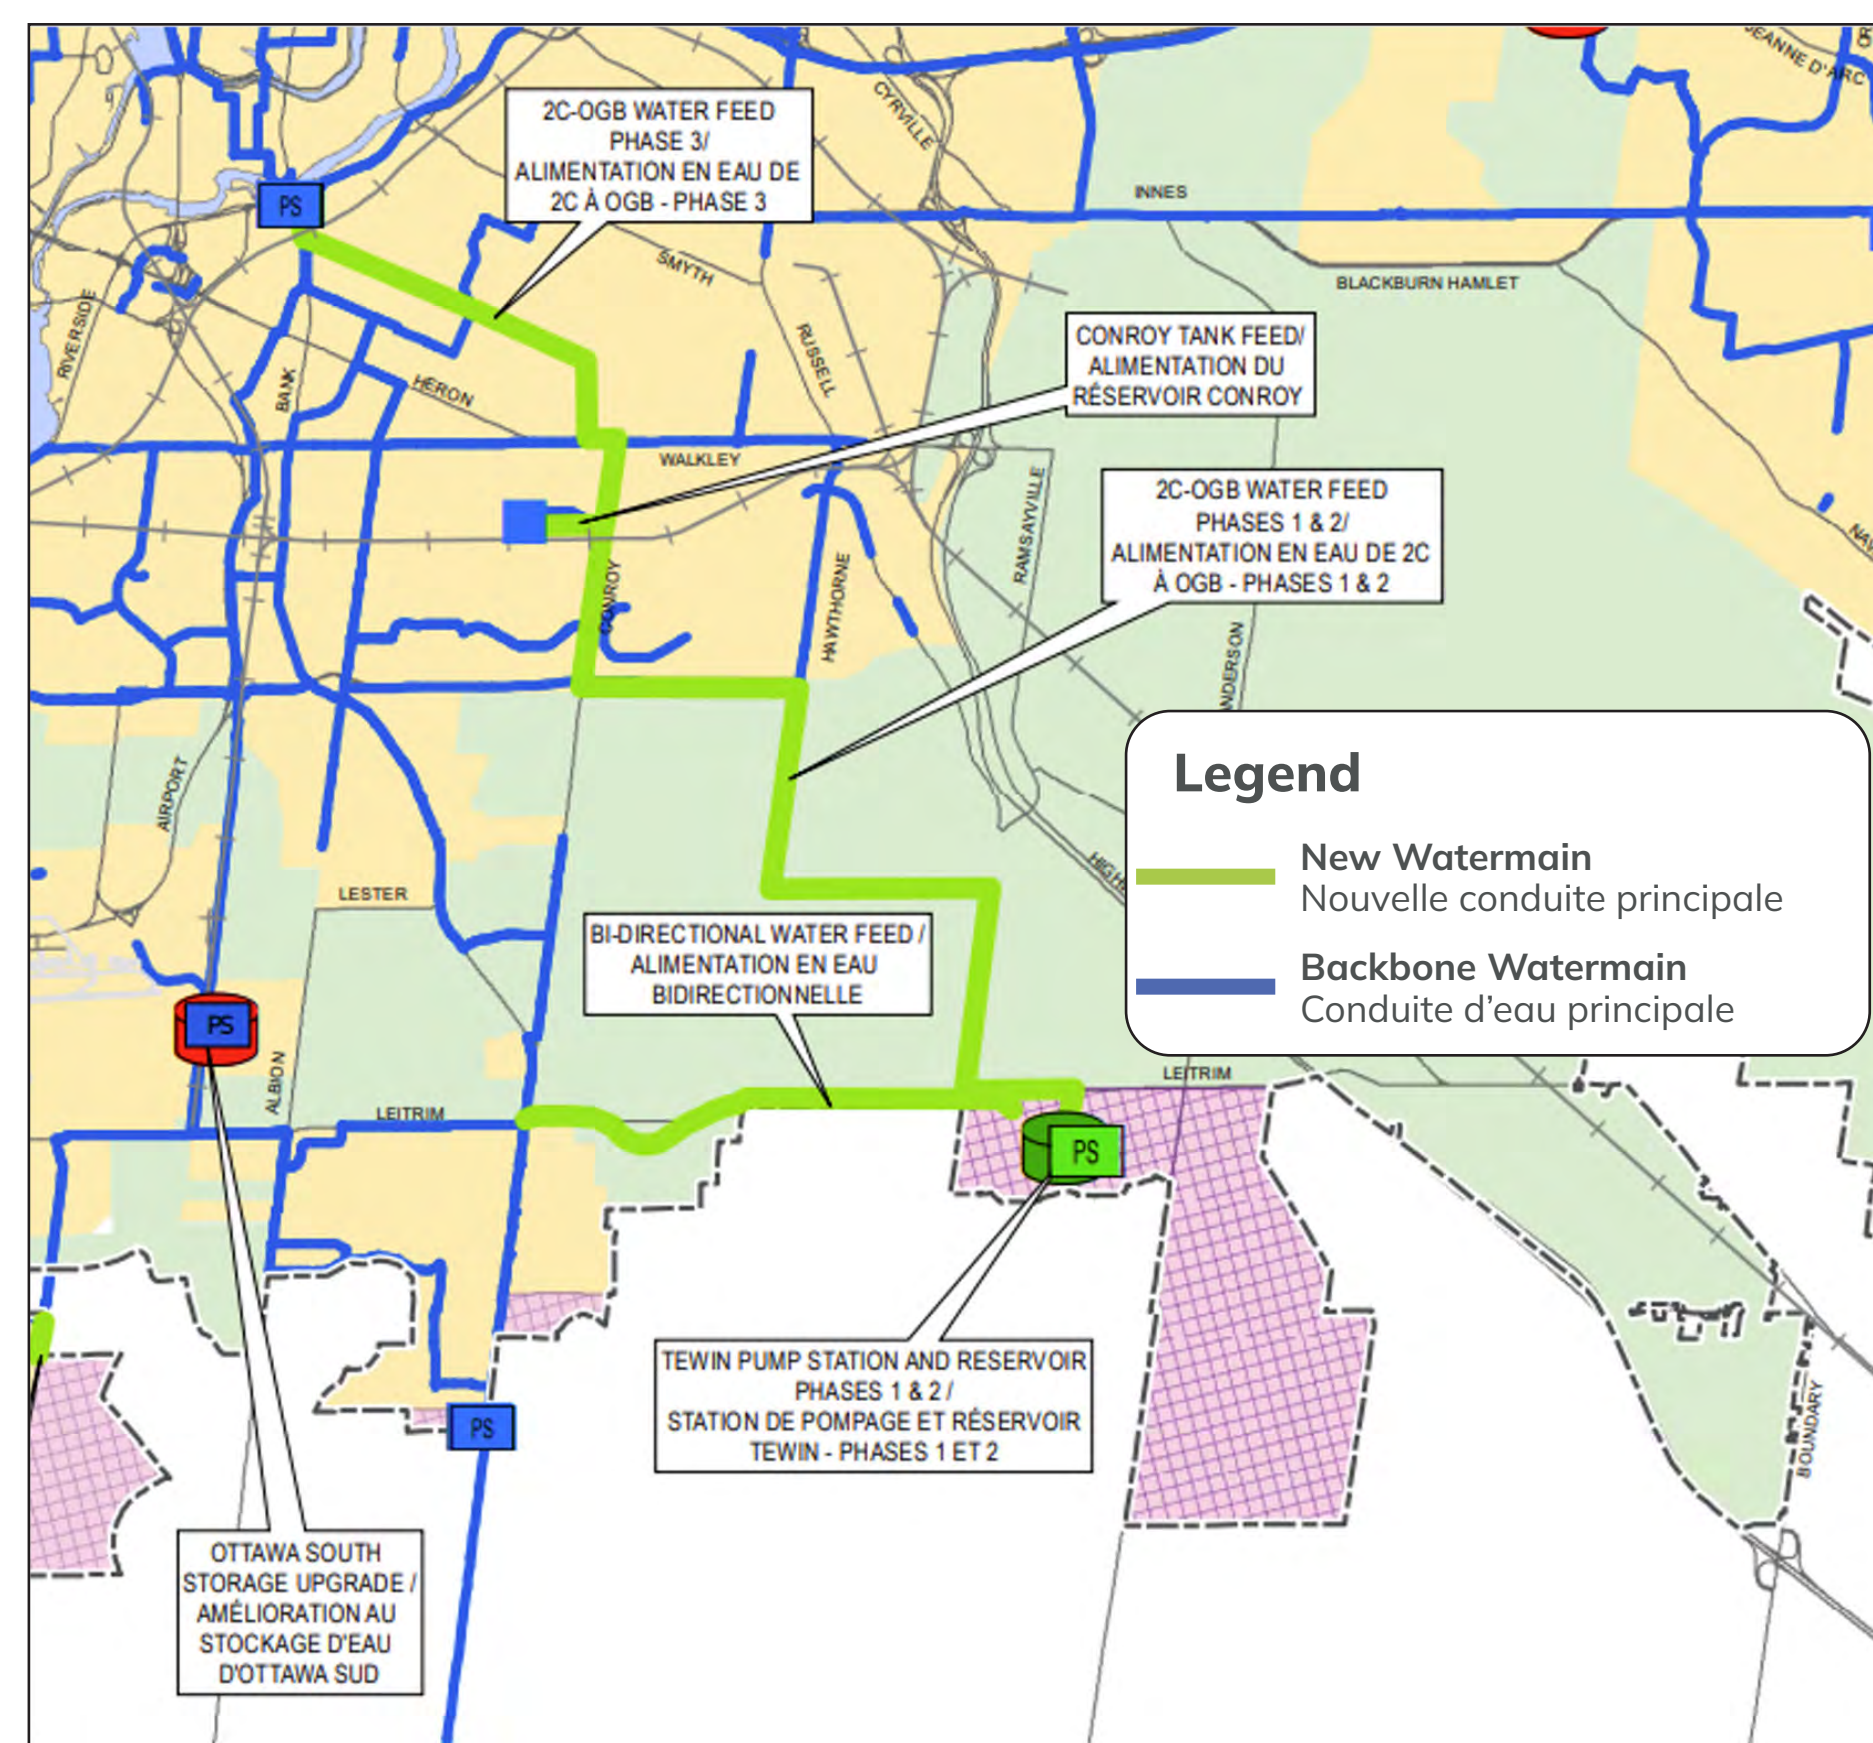 JEANNE D'ARC
CYRVILLE
2C-OGB WATER FEED
PHASE 3/
ALIMENTATION EN EAU DE
2C À OGB - PHASE 3
PS
INNES
SMYTH
BLACKBURN HAMLET
RIVERSIDE
RUSSELL
CONROY TANK FEED/
ALIMENTATION DU
RÉSERVOIR CONROY
BANK
HERON
WALKLEY
2C-OGB WATER FEED
PHASES 1 & 2/
ALIMENTATION EN EAU DE 2C
À OGB - PHASES 1 & 2
RAMSAYVILLE
CONROY
HAWTHORNE
NDERSON
AIRPORT
Legend
New Watermain
Nouvelle conduite principale
Backbone Watermain
Conduite d'eau principale
HIGH
LESTER
BI-DIRECTIONAL WATER FEED /
ALIMENTATION EN EAU
BIDIRECTIONNELLE
PS
ALBION
LEITRIM
LEITRIM
PS
TEWIN PUMP STATION AND RESERVOIR
PHASES 1 & 2 /
STATION DE POMPAGE ET RÉSERVOIR
TEWIN - PHASES 1 ET 2
PS
BOUNDARY
OTTAWA SOUTH
STORAGE UPGRADE /
AMÉLIORATION AU
STOCKAGE D'EAU
D'OTTAWA SUD